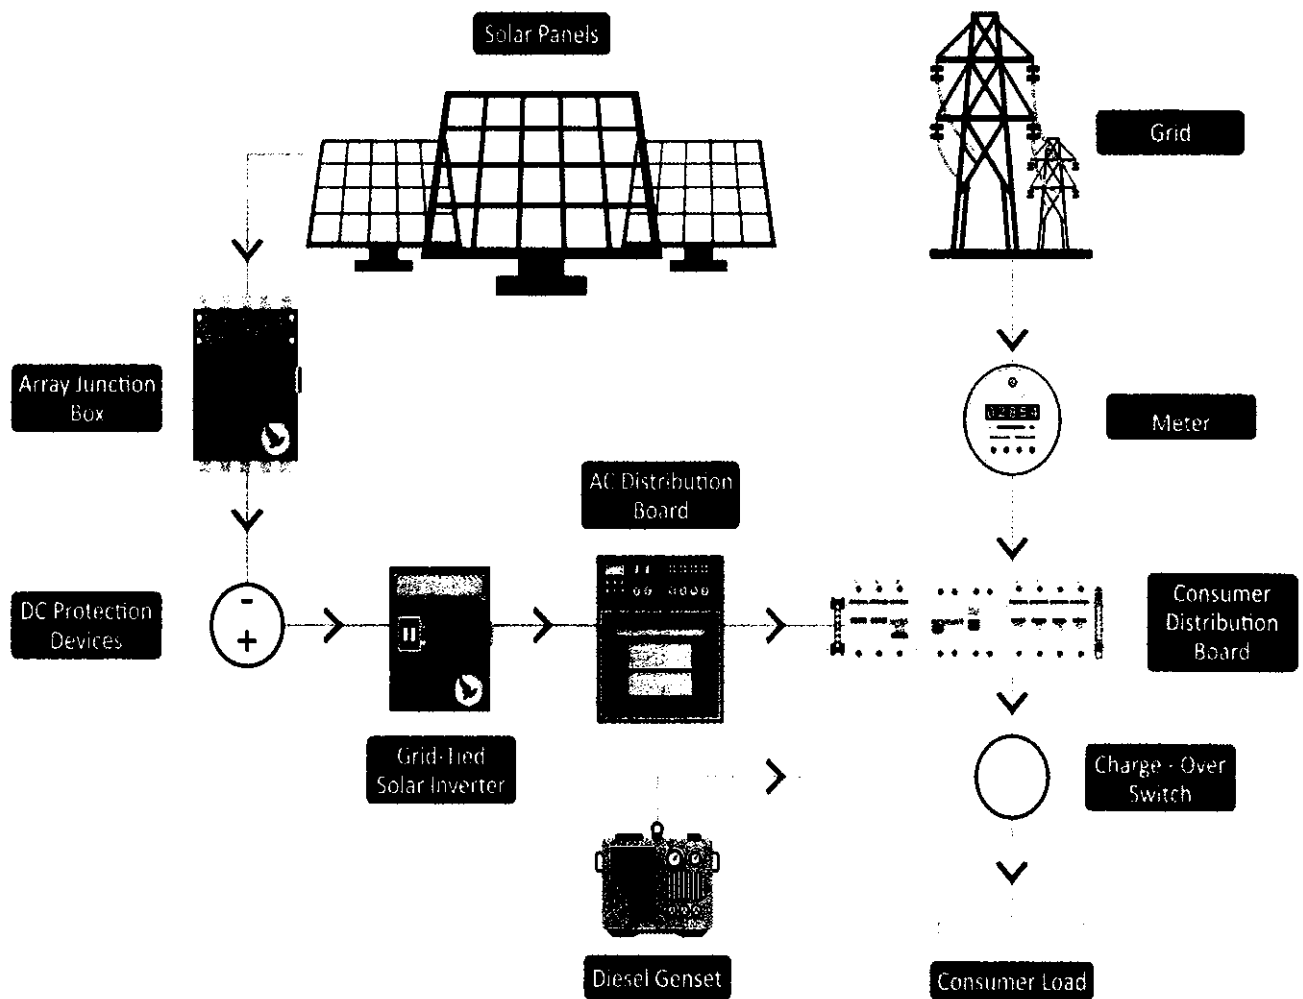 Solar Panels
Grid
Array Junction
Box
02854
Meter
AC Distribution
Board
DC Protection
Devices
-
+
Consumer
Distribution
Board
Grid-Tied
Solar Inverter
Charge - Over
Switch
Diesel Genset
Consumer Load